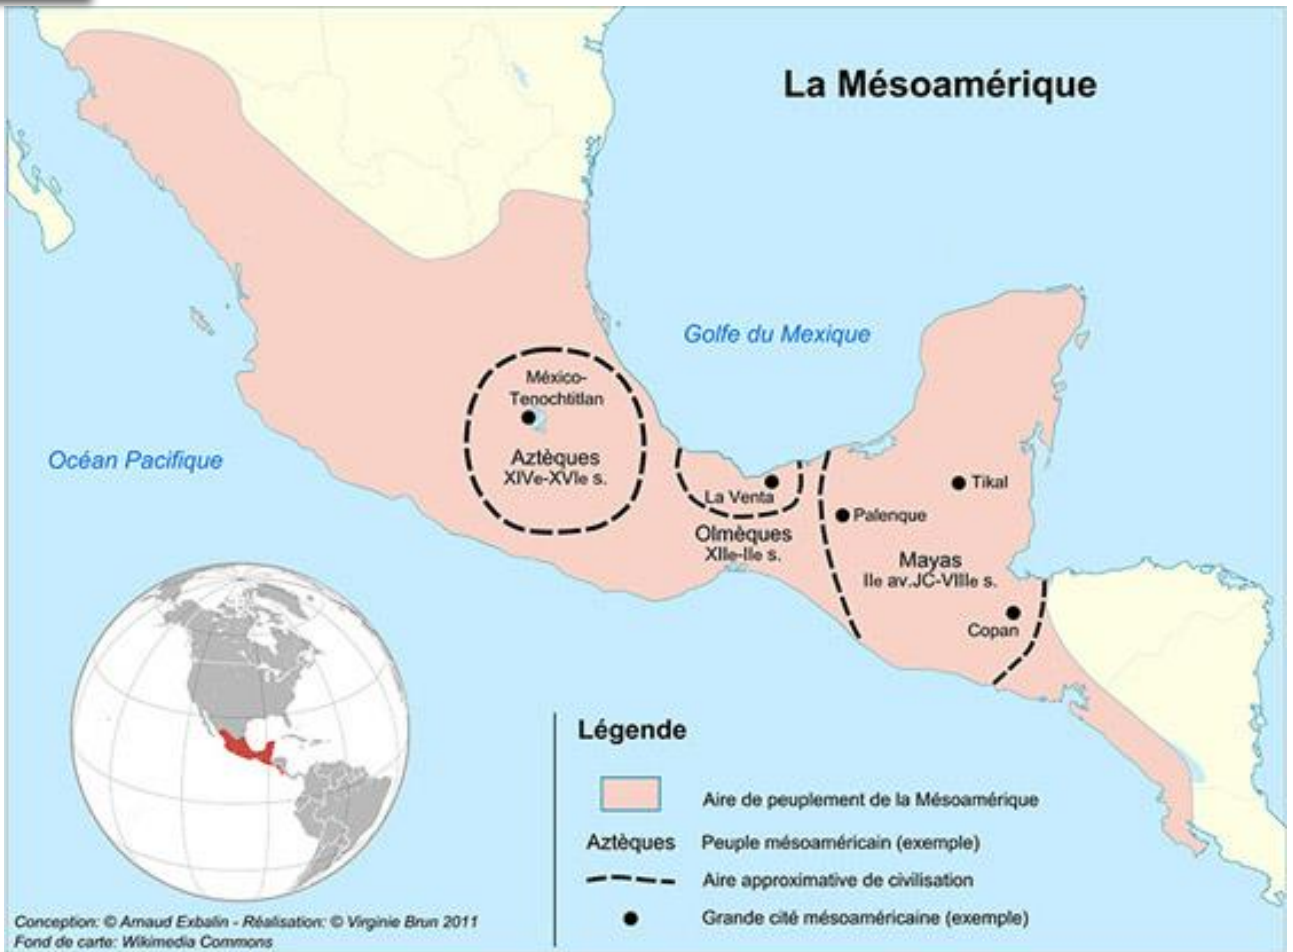 La Mésoamérique
Golfe du Mexique
México-
Tenochtitlan
Océan Pacifique
Aztèques
XIVe-XVIe s.
La Venta
Olmèques
XIIe-IIe s.
Tikal
Palenque
Mayas
IIe av.JC-VIIIe s.
Copan
Légende
Aire de peuplement de la Mésoamérique
Aztèques Peuple mésoaméricain (exemple)
Aire approximative de civilisation
Grande cité mésoaméricaine (exemple)
Conception: © Arnaud Exbalin - Réalisation: © Virginie Brun 2011
Fond de carte: Wikimedia Commons